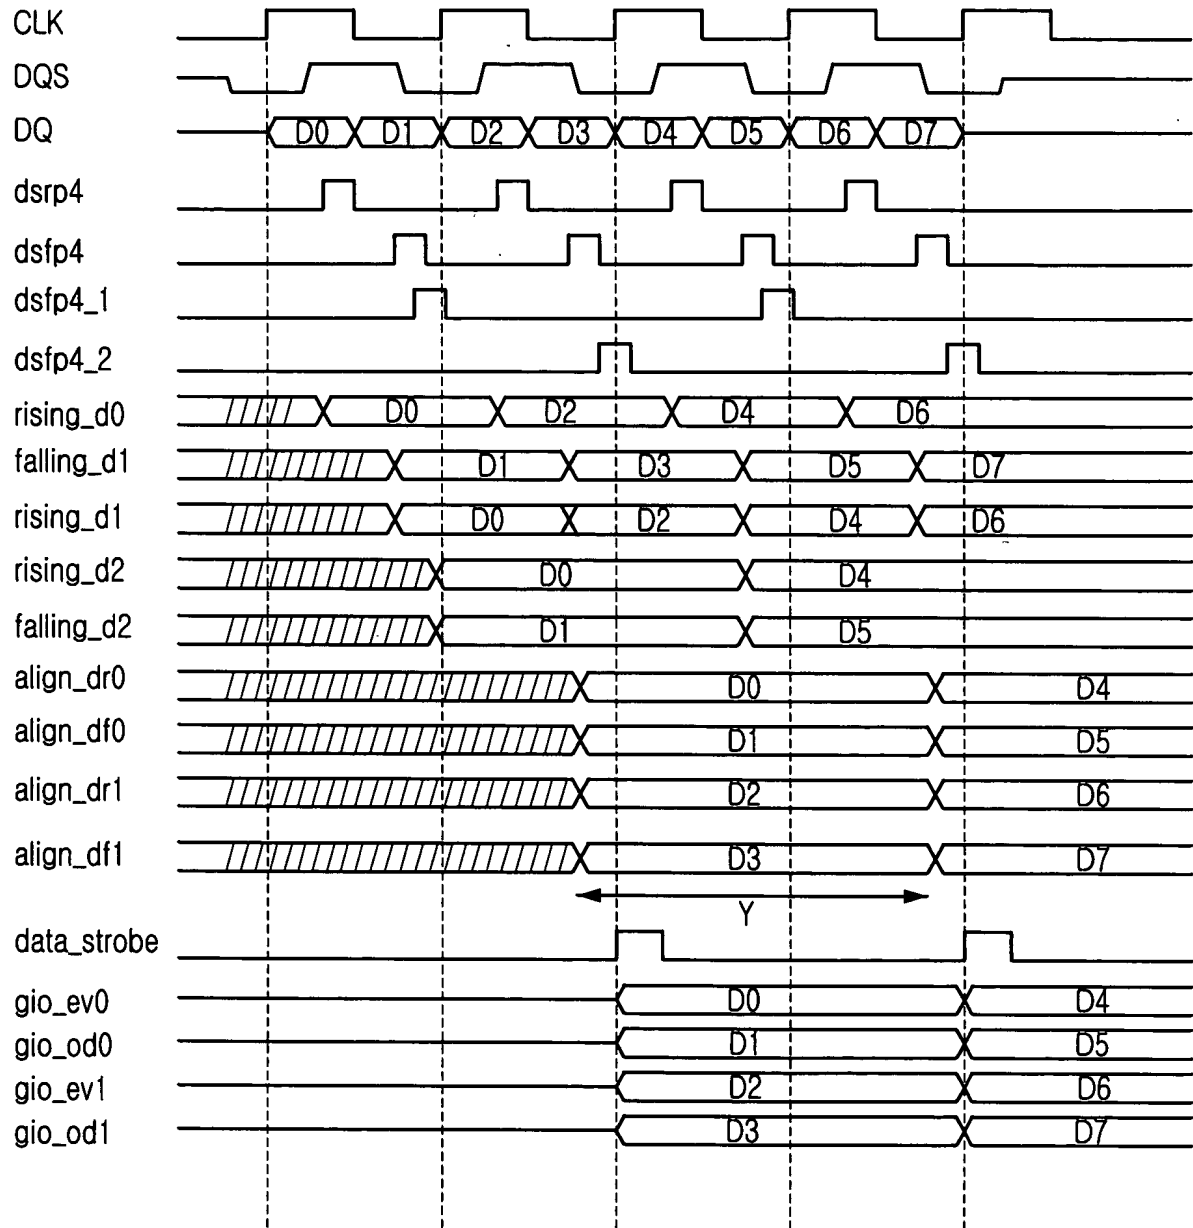 CLK
DQS
DQ D0 D1 D2 D3 D4 D5 D6 D7
dsrp4
dsfp4
dsfp4_1
dsfp4_2
rising_d0 D0 D2 D4 D6
falling_d1 D1 D3 D5 D7
rising_d1 D0 D2 D4 D6
rising_d2 D0 D4
falling_d2 D1 D5
align_dr0 D0 D4
align_df0 D1 D5
align_dr1 D2 D6
align_df1 D3 D7
Y
data_strobe
gio_ev0 D0 D4
gio_od0 D1 D5
gio_ev1 D2 D6
gio_od1 D3 D7